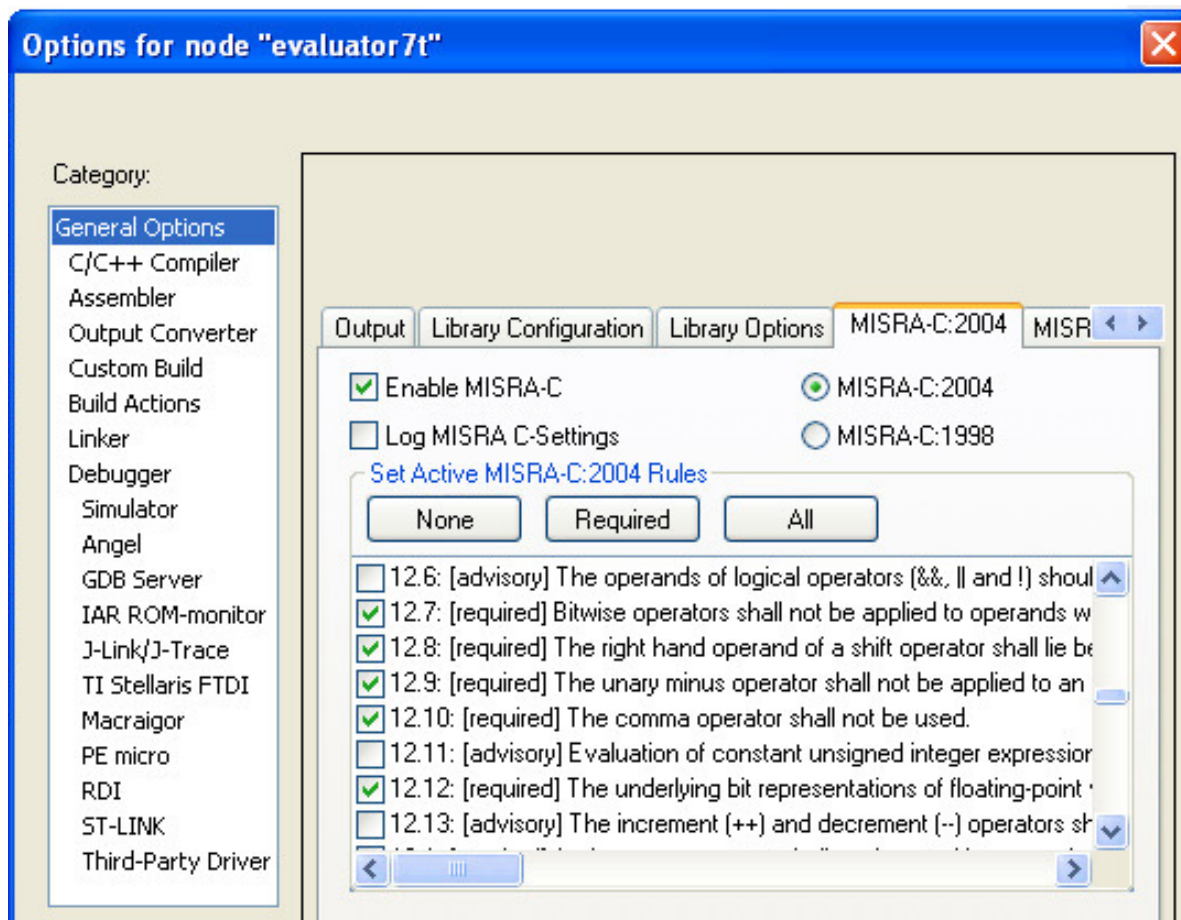 Options for node "evaluator7t"
Category:
General Options
C/C++ Compiler
Assembler
Output Converter
Custom Build
Build Actions
Linker
Debugger
Simulator
Angel
GDB Server
IAR ROM-monitor
J-Link/J-Trace
TI Stellaris FTDI
Macraigor
PE micro
RDI
ST-LINK
Third-Party Driver
Output Library Configuration Library Options MISRA-C:2004 MISR
Enable MISRA-C MISRA-C:2004
Log MISRA C-Settings MISRA-C:1998
Set Active MISRA-C:2004 Rules
None Required All
12.6: [advisory] The operands of logical operators (&&, || and !) shoul
12.7: [required] Bitwise operators shall not be applied to operands w
12.8: [required] The right hand operand of a shift operator shall lie be
12.9: [required] The unary minus operator shall not be applied to an
12.10: [required] The comma operator shall not be used.
12.11: [advisory] Evaluation of constant unsigned integer expression
12.12: [required] The underlying bit representations of floating-point
12.13: [advisory] The increment (++) and decrement (--) operators sh